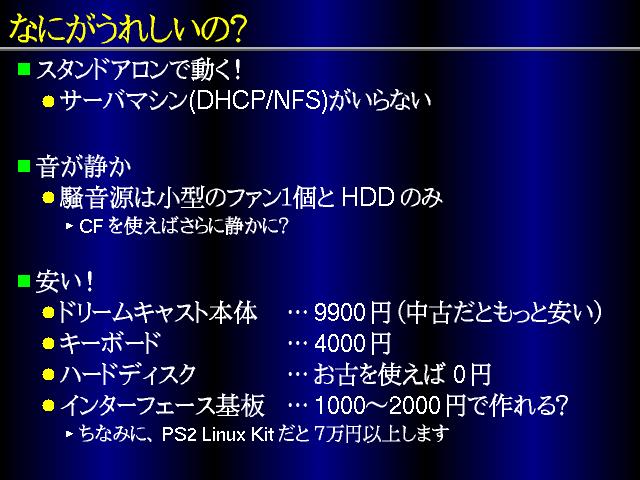 なにがうれしいの?
スタンドアロンで動く!
サーバマシン(DHCP/NFS)がいらない
音が静か
騒音源は小型のファン1個と HDD のみ
CF を使えばさらに静かに?
安い!
ドリームキャスト本体 … 9900 円 (中古だともっと安い)
キーボード … 4000 円
ハードディスク … お古を使えば 0 円
インターフェース基板 … 1000〜2000 円で作れる?
ちなみに、PS2 Linux Kit だと 7万円以上します